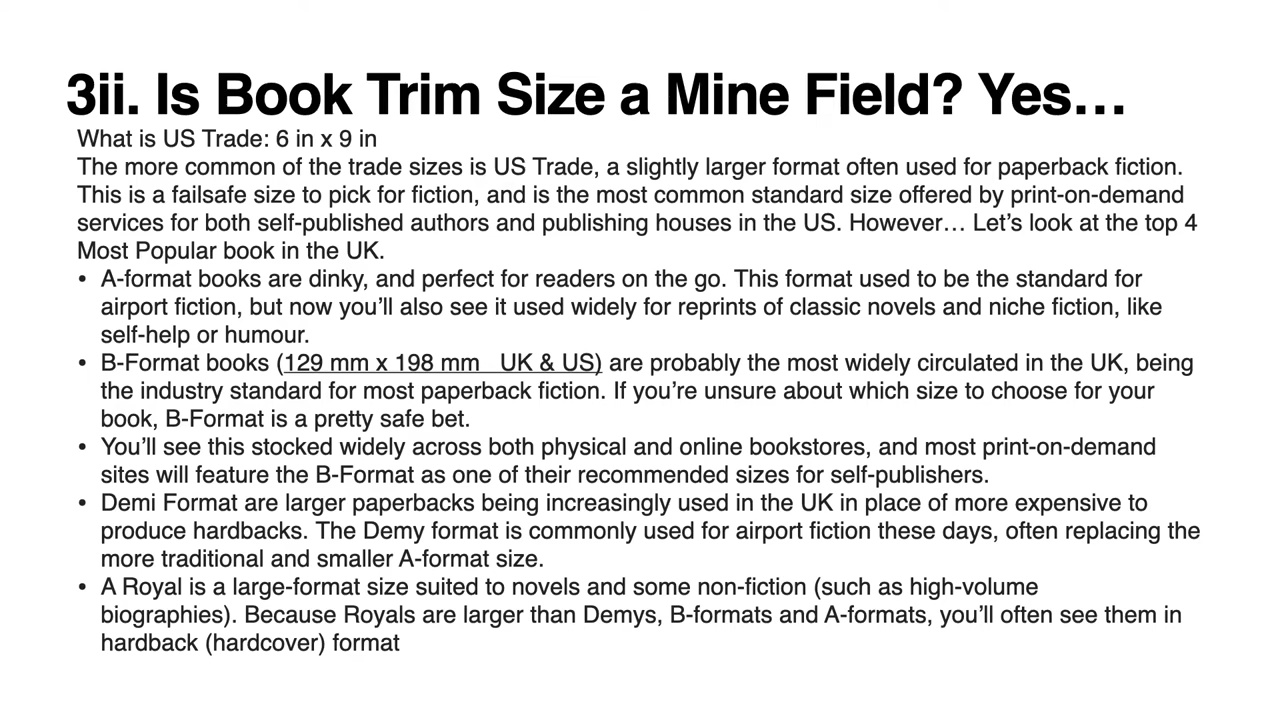 3ii. Is Book Trim Size a Mine Field? Yes…
What is US Trade: 6 in x 9 in
The more common of the trade sizes is US Trade, a slightly larger format often used for paperback fiction.
This is a failsafe size to pick for fiction, and is the most common standard size offered by print-on-demand
services for both self-published authors and publishing houses in the US. However… Let’s look at the top 4
Most Popular book in the UK.
• A-format books are dinky, and perfect for readers on the go. This format used to be the standard for
airport fiction, but now you’ll also see it used widely for reprints of classic novels and niche fiction, like
self-help or humour.
• B-Format books (129 mm x 198 mm   UK & US) are probably the most widely circulated in the UK, being
the industry standard for most paperback fiction. If you’re unsure about which size to choose for your
book, B-Format is a pretty safe bet.
• You’ll see this stocked widely across both physical and online bookstores, and most print-on-demand
sites will feature the B-Format as one of their recommended sizes for self-publishers.
• Demi Format are larger paperbacks being increasingly used in the UK in place of more expensive to
produce hardbacks. The Demy format is commonly used for airport fiction these days, often replacing the
more traditional and smaller A-format size.
• A Royal is a large-format size suited to novels and some non-fiction (such as high-volume
biographies). Because Royals are larger than Demys, B-formats and A-formats, you’ll often see them in
hardback (hardcover) format